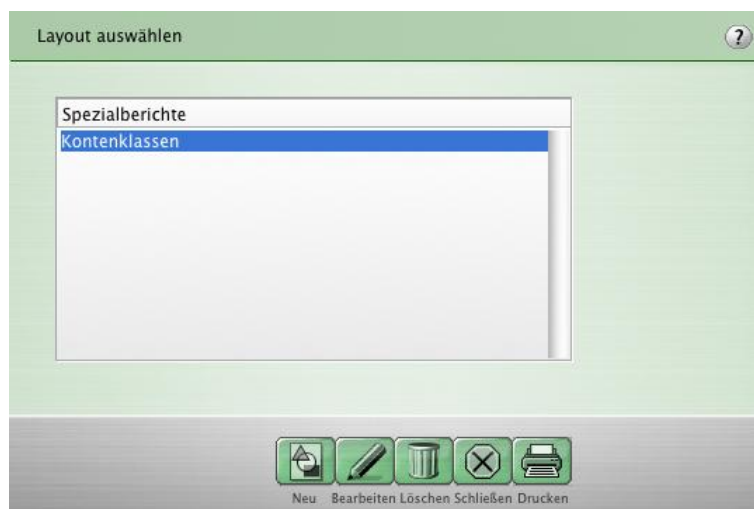 Layout auswählen
?
Spezialberichte
Kontenklassen
Neu Bearbeiten Löschen Schließen Drucken